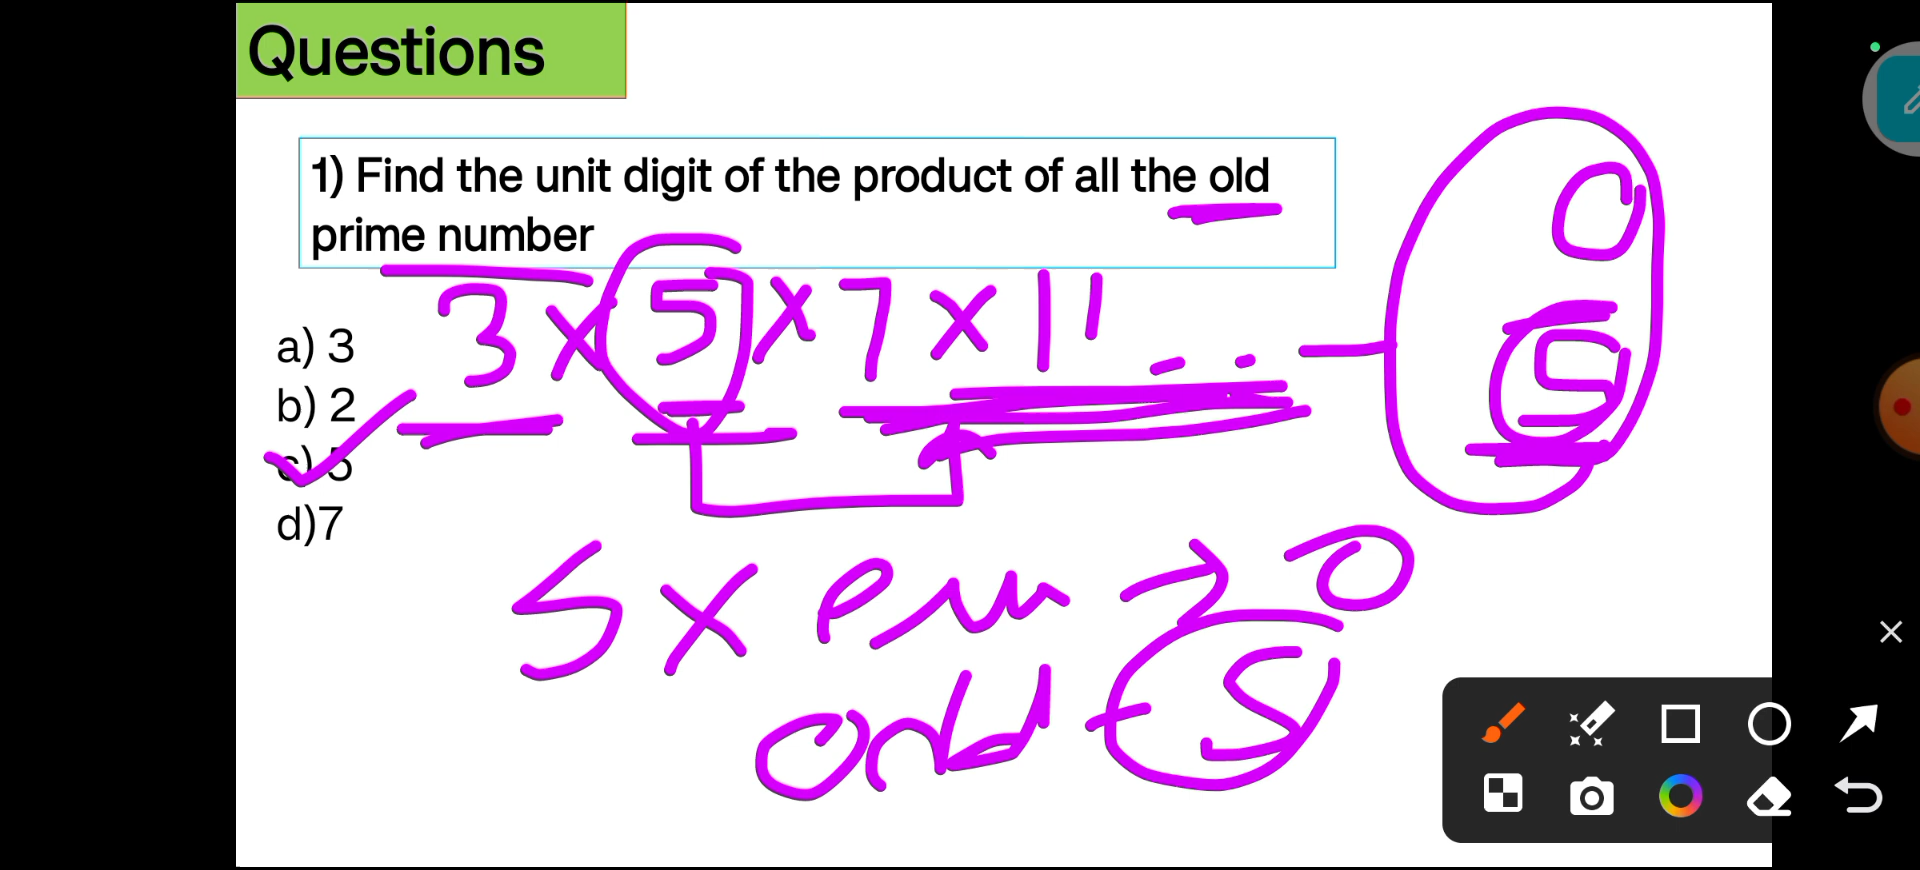 Questions
1) Find the unit digit of the product of all the old
prime number
3 × 5 × 7 × 11 .. — 0
5
a) 3
b) 2
c) 5
d)7
5 × → 0
odd - 5